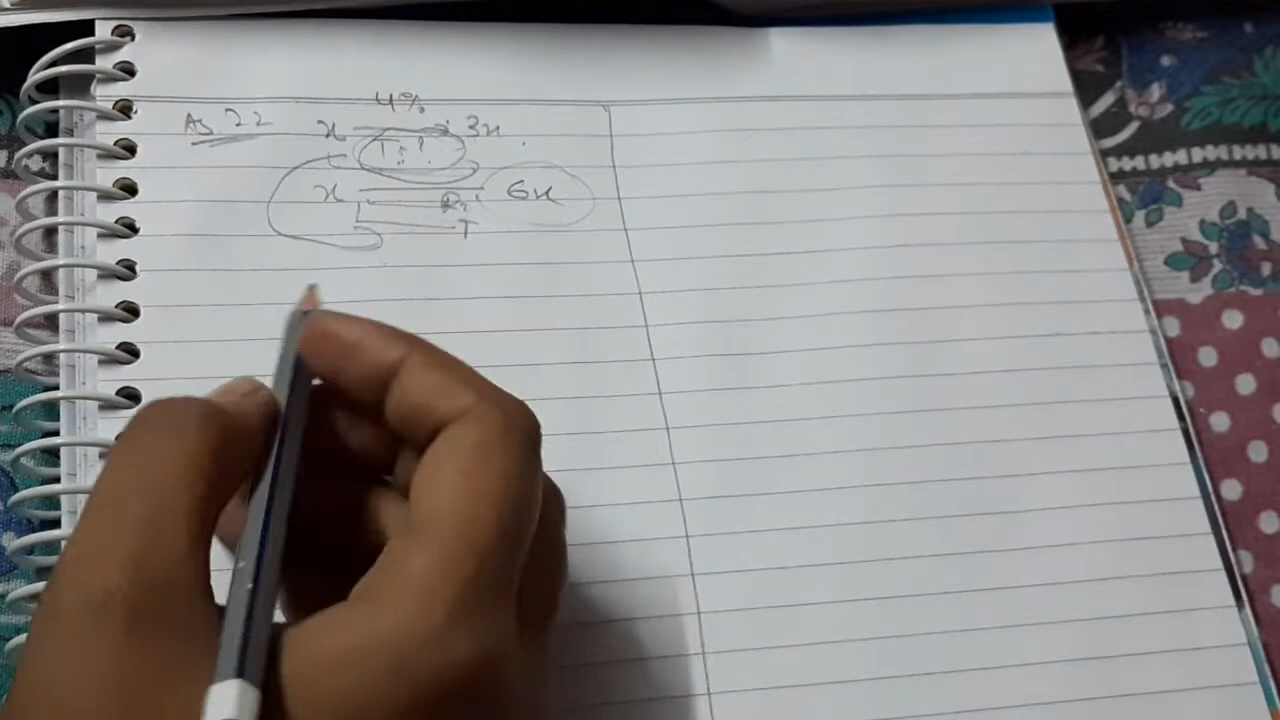 4%
As. 22 x 3x
T = ?
x R = ? 6x
T